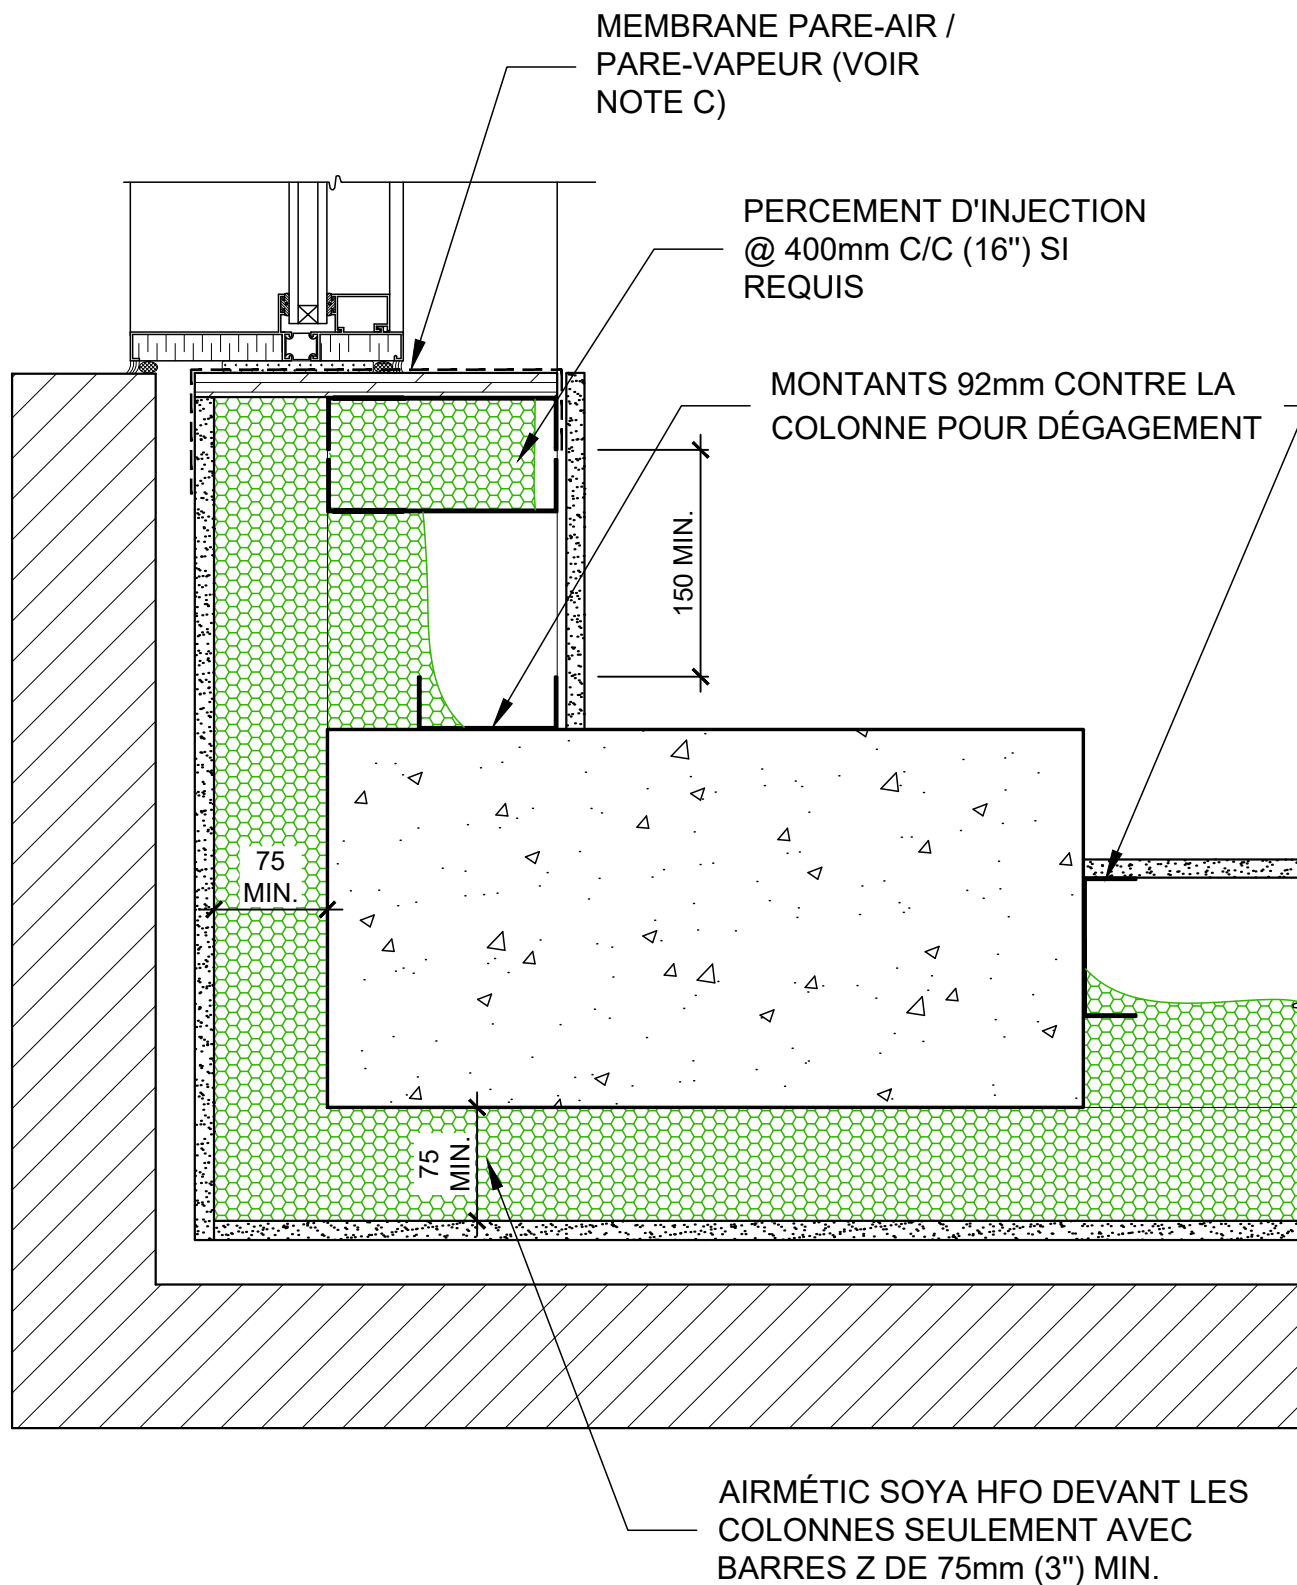 MEMBRANE PARE-AIR /
PARE-VAPEUR (VOIR
NOTE C)
PERCEMENT D'INJECTION
@ 400mm C/C (16") SI
REQUIS
MONTANTS 92mm CONTRE LA
COLONNE POUR DÉGAGEMENT
150 MIN.
75
MIN.
75
MIN.
AIRMÉTIC SOYA HFO DEVANT LES
COLONNES SEULEMENT AVEC
BARRES Z DE 75mm (3") MIN.